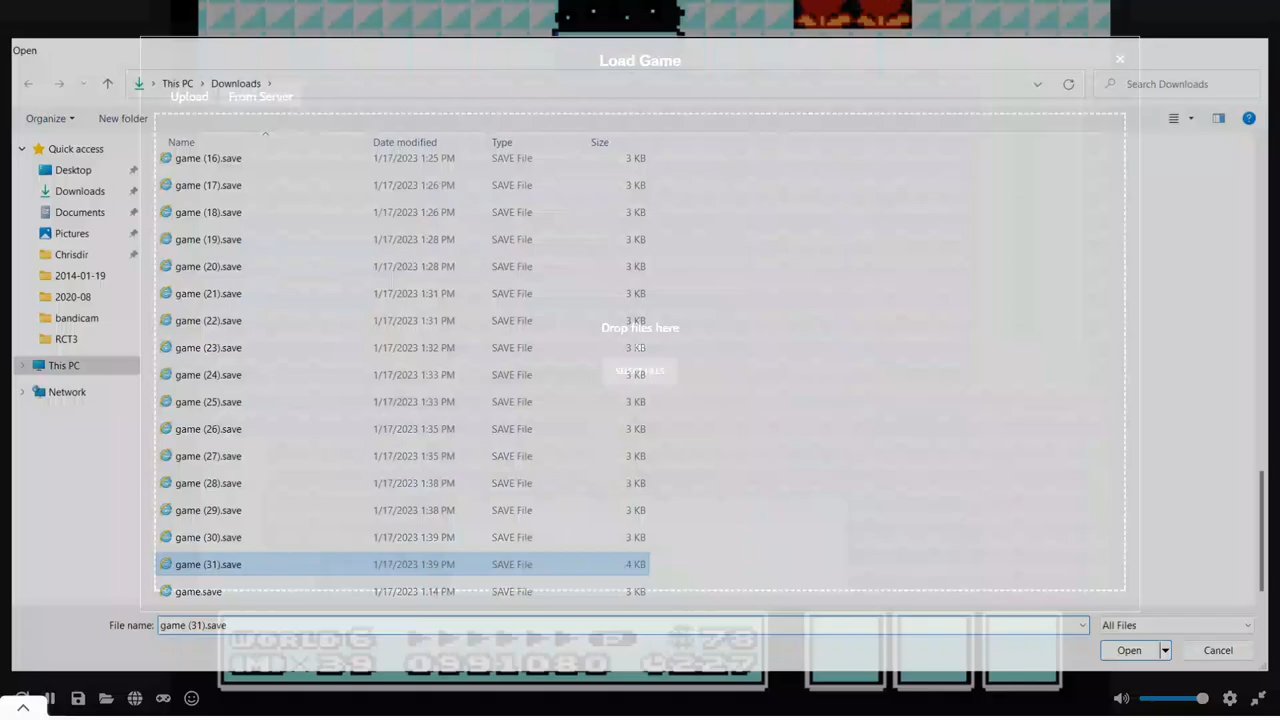 Open
Load Game
×
This PC > Downloads >
Search Downloads
Upload From Server
Organize New folder
Name Date modified Type Size
Quick access
Desktop
Downloads
Documents
Pictures
Chrisdir
2014-01-19
2020-08
bandicam
RCT3
This PC
Network
game (16).save 1/17/2023 1:25 PM SAVE File 3 KB
game (17).save 1/17/2023 1:26 PM SAVE File 3 KB
game (18).save 1/17/2023 1:26 PM SAVE File 3 KB
game (19).save 1/17/2023 1:28 PM SAVE File 3 KB
game (20).save 1/17/2023 1:28 PM SAVE File 3 KB
game (21).save 1/17/2023 1:31 PM SAVE File 3 KB
game (22).save 1/17/2023 1:31 PM SAVE File 3 KB
Drop files here
game (23).save 1/17/2023 1:32 PM SAVE File 3 KB
SELECT FILES
game (24).save 1/17/2023 1:33 PM SAVE File 3 KB
game (25).save 1/17/2023 1:33 PM SAVE File 3 KB
game (26).save 1/17/2023 1:35 PM SAVE File 3 KB
game (27).save 1/17/2023 1:35 PM SAVE File 3 KB
game (28).save 1/17/2023 1:38 PM SAVE File 3 KB
game (29).save 1/17/2023 1:38 PM SAVE File 3 KB
game (30).save 1/17/2023 1:39 PM SAVE File 3 KB
game (31).save 1/17/2023 1:39 PM SAVE File 4 KB
game.save 1/17/2023 1:14 PM SAVE File 3 KB
File name: game (31).save All Files
Open Cancel
WORLD 6 P
(M)×39 0991080